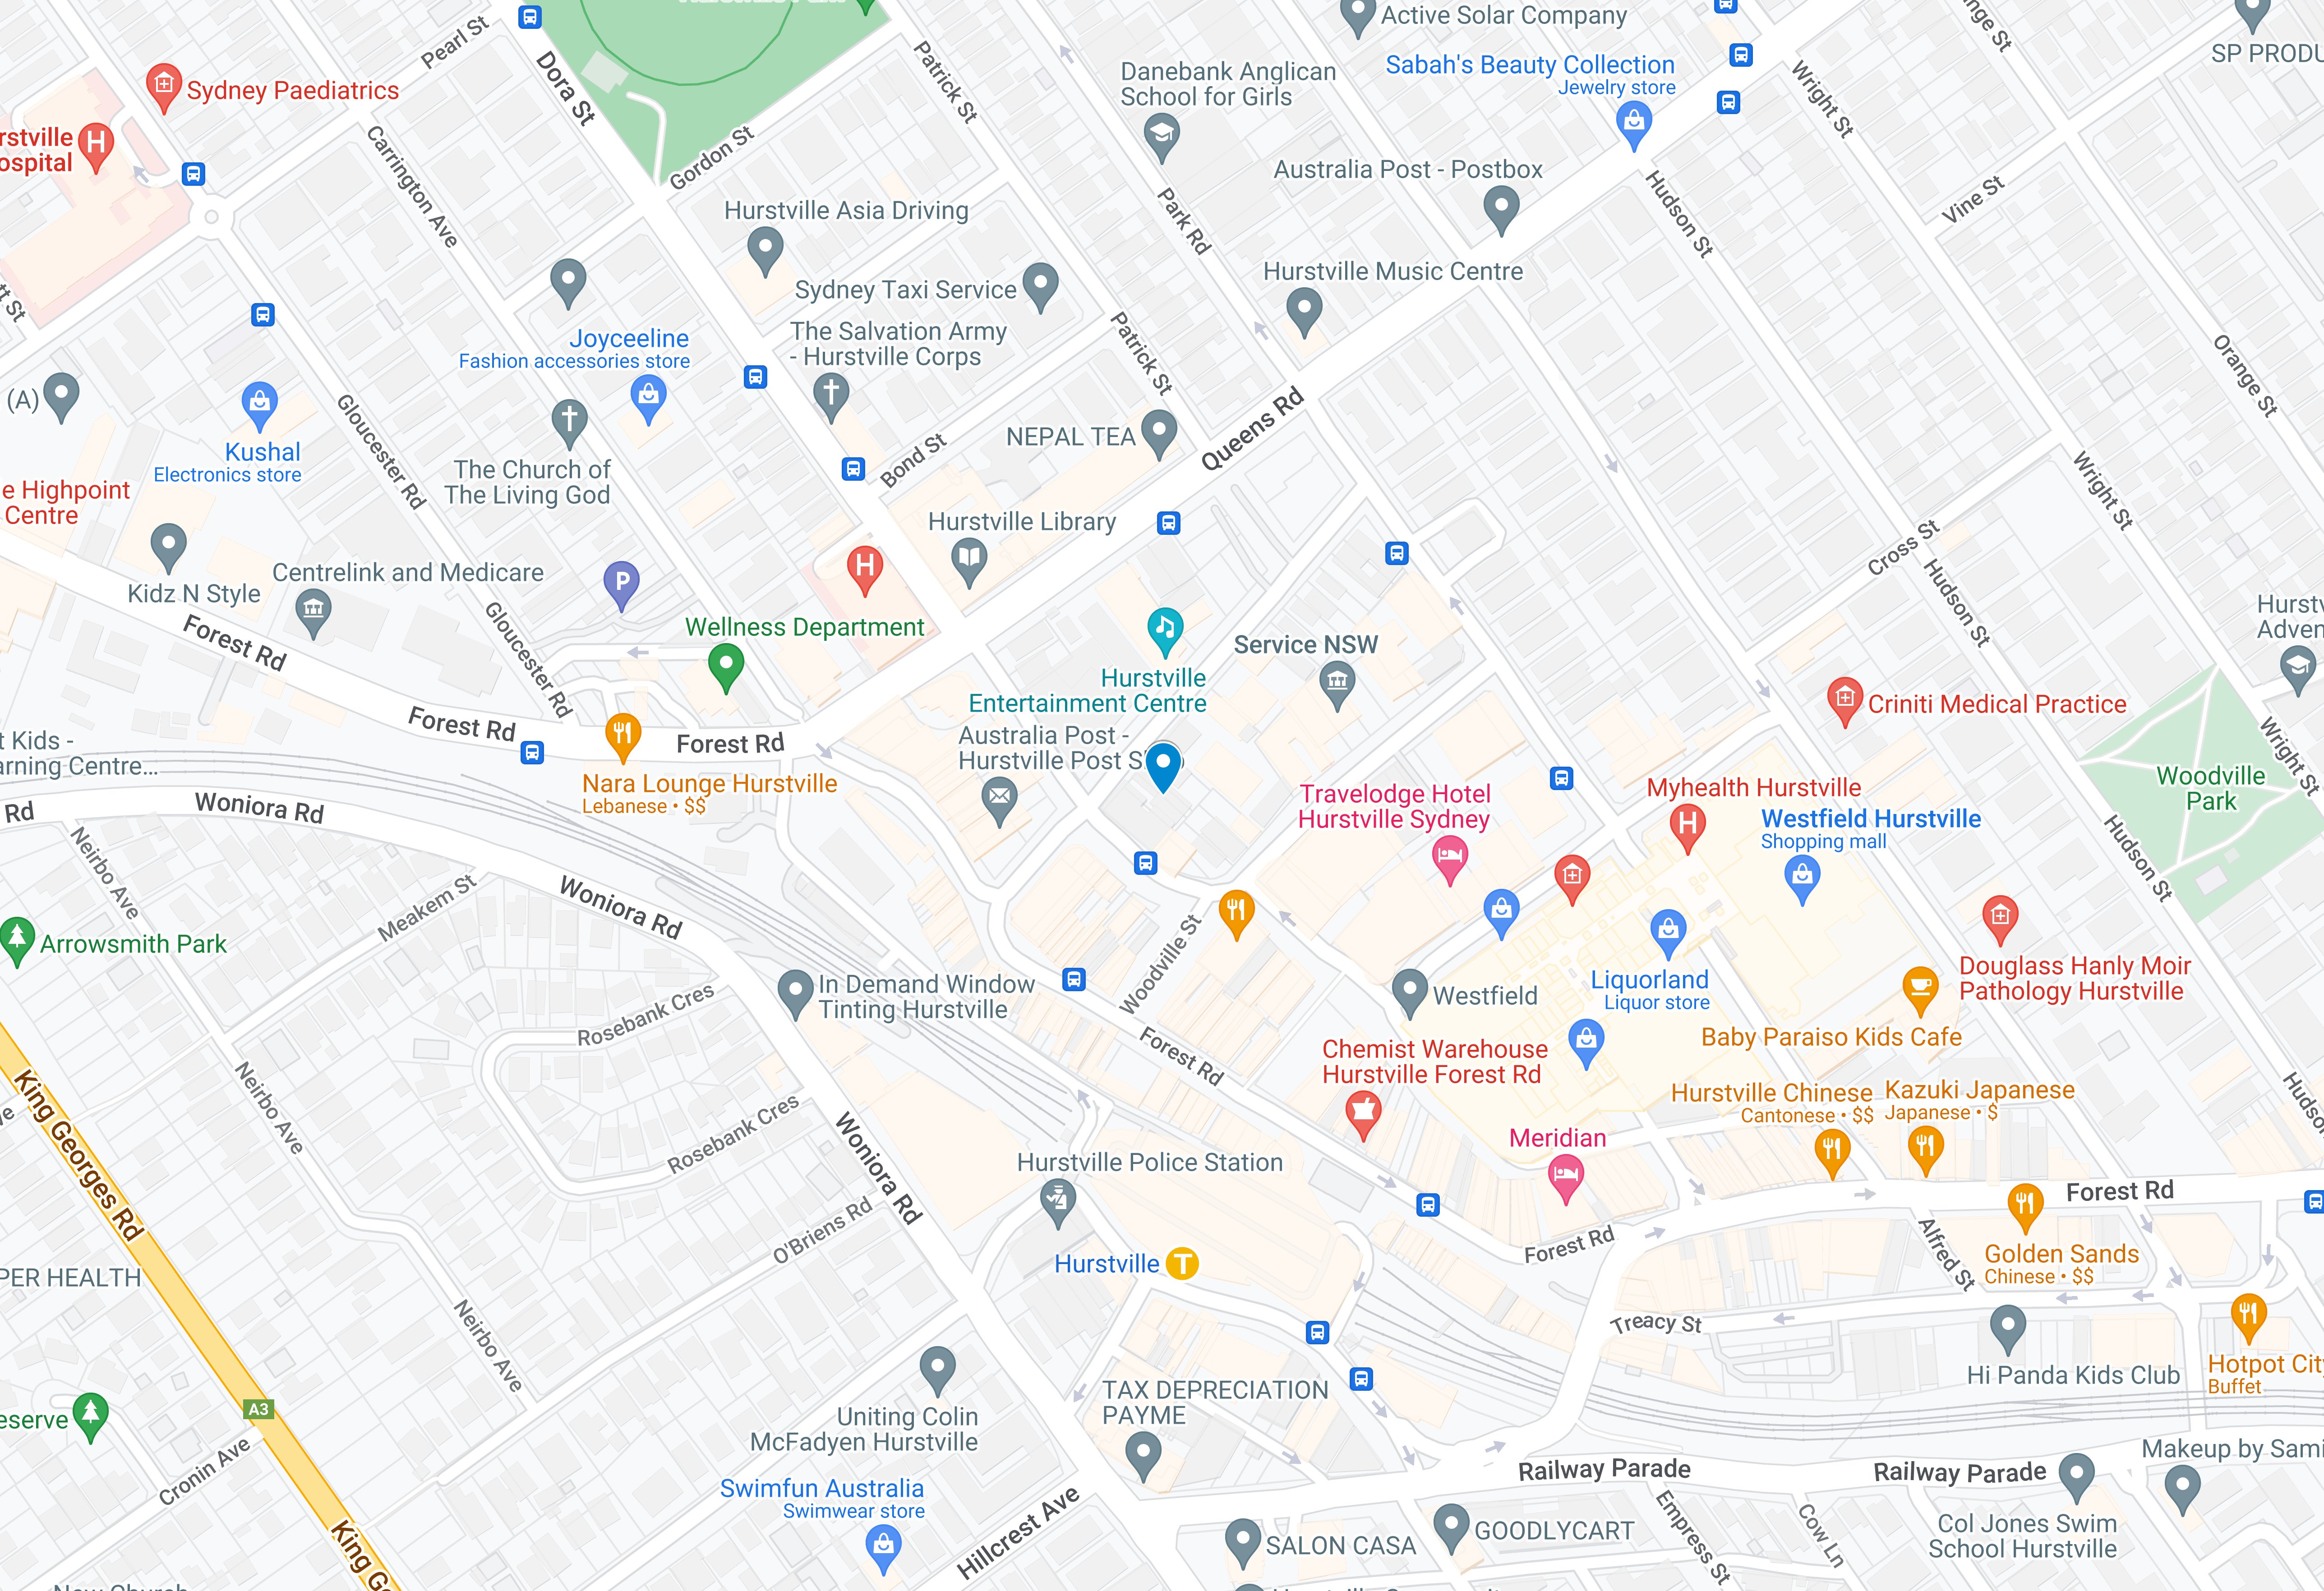 Active Solar Company
Pearl St
Dora St
Patrick St
SP PRODU
Sabah's Beauty Collection
Jewelry store
Danebank Anglican
School for Girls
Sydney Paediatrics
Wright St
rstville
ospital
Carrington Ave
Gordon St
Australia Post - Postbox
Hudson St
Vine St
Park Rd
Hurstville Asia Driving
Hurstville Music Centre
Sydney Taxi Service
The Salvation Army
- Hurstville Corps
Joyceeline
Fashion accessories store
Patrick St
Orange St
(A)
Queens Rd
Gloucester Rd
Kushal
Electronics store
NEPAL TEA
Bond St
The Church of
The Living God
Wright St
e Highpoint
Centre
Hurstville Library
Cross St
Centrelink and Medicare
Kidz N Style
P
H
Hudson St
Hurstv
Adven
Wellness Department
Forest Rd
Gloucester Rd
Service NSW
Hurstville
Entertainment Centre
Criniti Medical Practice
Forest Rd
Forest Rd
Australia Post -
Hurstville Post S
t Kids -
arning Centre...
Wright St
Woodville
Park
Nara Lounge Hurstville
Lebanese • $$
Travelodge Hotel
Hurstville Sydney
Myhealth Hurstville
Westfield Hurstville
Shopping mall
Rd
Woniora Rd
Neirbo Ave
Hudson St
Meakem St
Woniora Rd
Arrowsmith Park
Woodville St
In Demand Window
Tinting Hurstville
Westfield
Liquorland
Liquor store
Douglass Hanly Moir
Pathology Hurstville
Rosebank Cres
Baby Paraiso Kids Cafe
Forest Rd
Chemist Warehouse
Hurstville Forest Rd
Neirbo Ave
King Georges Rd
Hurstville Chinese
Cantonese • $$
Kazuki Japanese
Japanese • $
Rosebank Cres
Woniora Rd
Meridian
Hurstville Police Station
Forest Rd
O'Briens Rd
Forest Rd
Alfred St
Golden Sands
Chinese • $$
Hurstville
T
PER HEALTH
Neirbo Ave
Treacy St
Hi Panda Kids Club
Hotpot City
Buffet
TAX DEPRECIATION
PAYME
A3
eserve
Uniting Colin
McFadyen Hurstville
Cronin Ave
Makeup by Sami
Railway Parade
Railway Parade
Swimfun Australia
Swimwear store
Hillcrest Ave
SALON CASA
GOODLYCART
Empress St
Cow Ln
Col Jones Swim
School Hurstville
King Ge